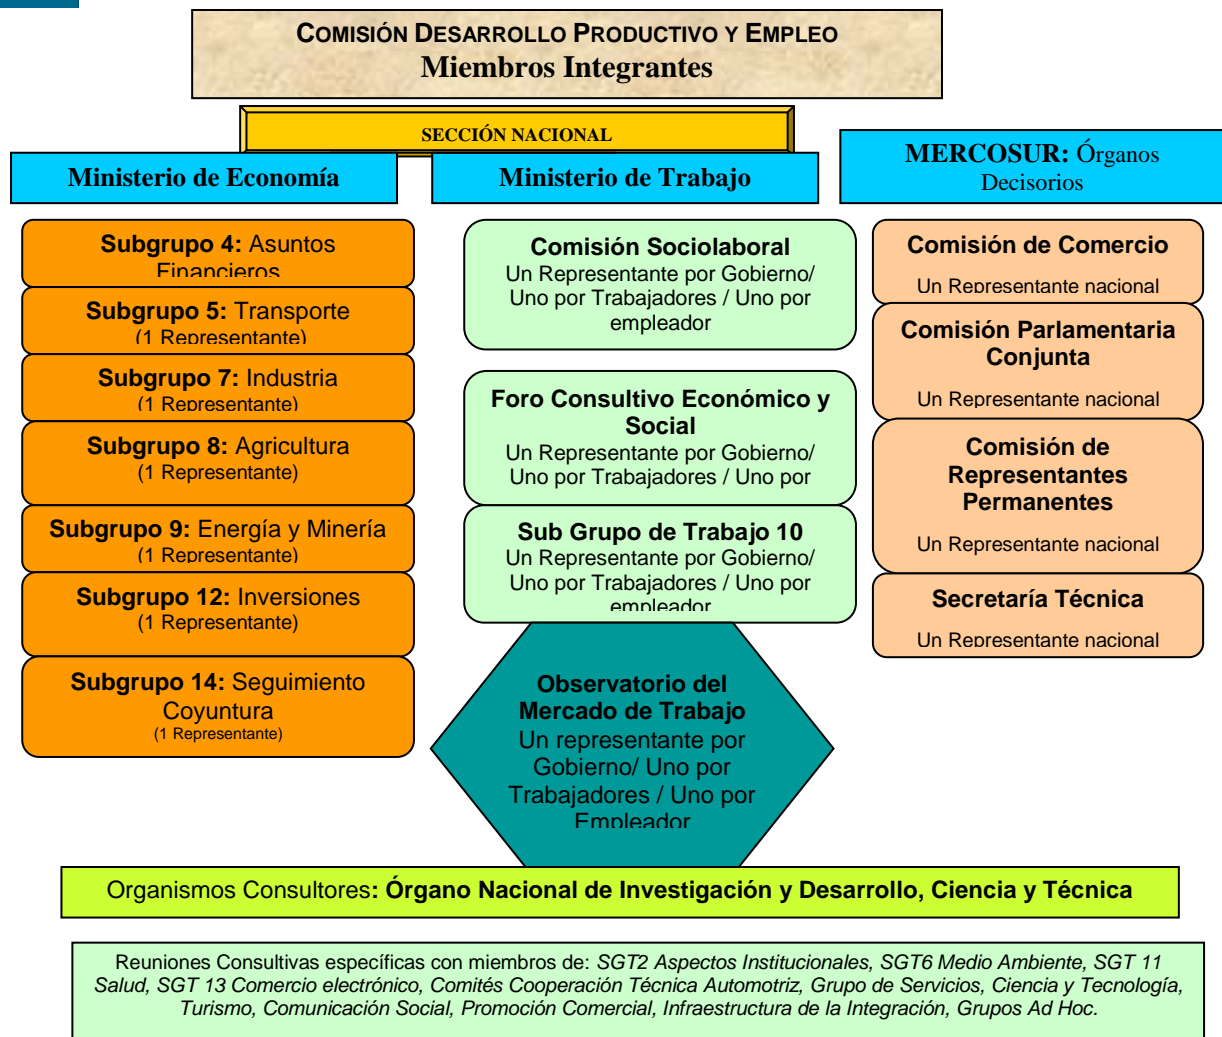 COMISIÓN DESARROLLO PRODUCTIVO Y EMPLEO
Miembros Integrantes
SECCIÓN NACIONAL
Ministerio de Economía
Subgrupo 4: Asuntos
Financieros
Subgrupo 5: Transporte
(1 Representante)
Subgrupo 7: Industria
(1 Representante)
Subgrupo 8: Agricultura
(1 Representante)
Subgrupo 9: Energía y Minería
(1 Representante)
Subgrupo 12: Inversiones
(1 Representante)
Subgrupo 14: Seguimiento
Coyuntura
(1 Representante)
Ministerio de Trabajo
Comisión Sociolaboral
Un Representante por Gobierno/
Uno por Trabajadores / Uno por
empleador
Foro Consultivo Económico y
Social
Un Representante por Gobierno/
Uno por Trabajadores / Uno por
Sub Grupo de Trabajo 10
Un Representante por Gobierno/
Uno por Trabajadores / Uno por
empleador
Observatorio del
Mercado de Trabajo
Un representante por
Gobierno/ Uno por
Trabajadores / Uno por
Empleador
MERCOSUR: Órganos
Decisorios
Comisión de Comercio
Un Representante nacional
Comisión Parlamentaria
Conjunta
Un Representante nacional
Comisión de
Representantes
Permanentes
Un Representante nacional
Secretaría Técnica
Un Representante nacional
Organismos Consultores: Órgano Nacional de Investigación y Desarrollo, Ciencia y Técnica
Reuniones Consultivas específicas con miembros de: SGT2 Aspectos Institucionales, SGT6 Medio Ambiente, SGT 11
Salud, SGT 13 Comercio electrónico, Comités Cooperación Técnica Automotriz, Grupo de Servicios, Ciencia y Tecnología,
Turismo, Comunicación Social, Promoción Comercial, Infraestructura de la Integración, Grupos Ad Hoc.